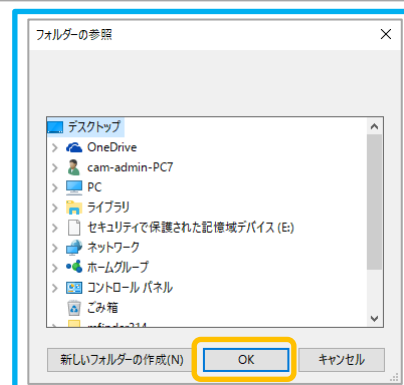 フォルダーの参照
デスクトップ
OneDrive
cam-admin-PC7
PC
ライブラリ
セキュリティで保護された記憶域デバイス (E:)
ネットワーク
ホームグループ
コントロール パネル
ごみ箱
新しいフォルダーの作成(N)
OK
キャンセル